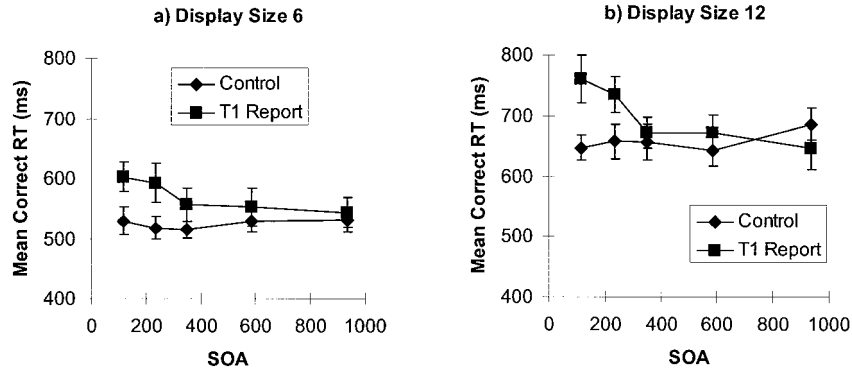 a) Display Size 6
800
700
600
500
400
Mean Correct RT (ms)
Control
T1 Report
0 200 400 600 800 1000
SOA
b) Display Size 12
800
700
600
500
400
Mean Correct RT (ms)
Control
T1 Report
0 200 400 600 800 1000
SOA